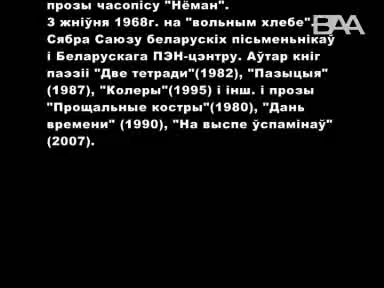 прозы часопісу "Нёман".
З жніўня 1968г. на "вольным хлебе".
Сябра Саюзу беларускіх пісьменьнікаў
і Беларускага ПЭН-цэнтру. Аўтар кніг
паэзіі "Две тетради"(1982), "Пазыцыя"
(1987), "Колеры"(1995) і інш. і прозы
"Прощальные костры"(1980), "Дань
времени" (1990), "На выспе ўспамінаў"
(2007).